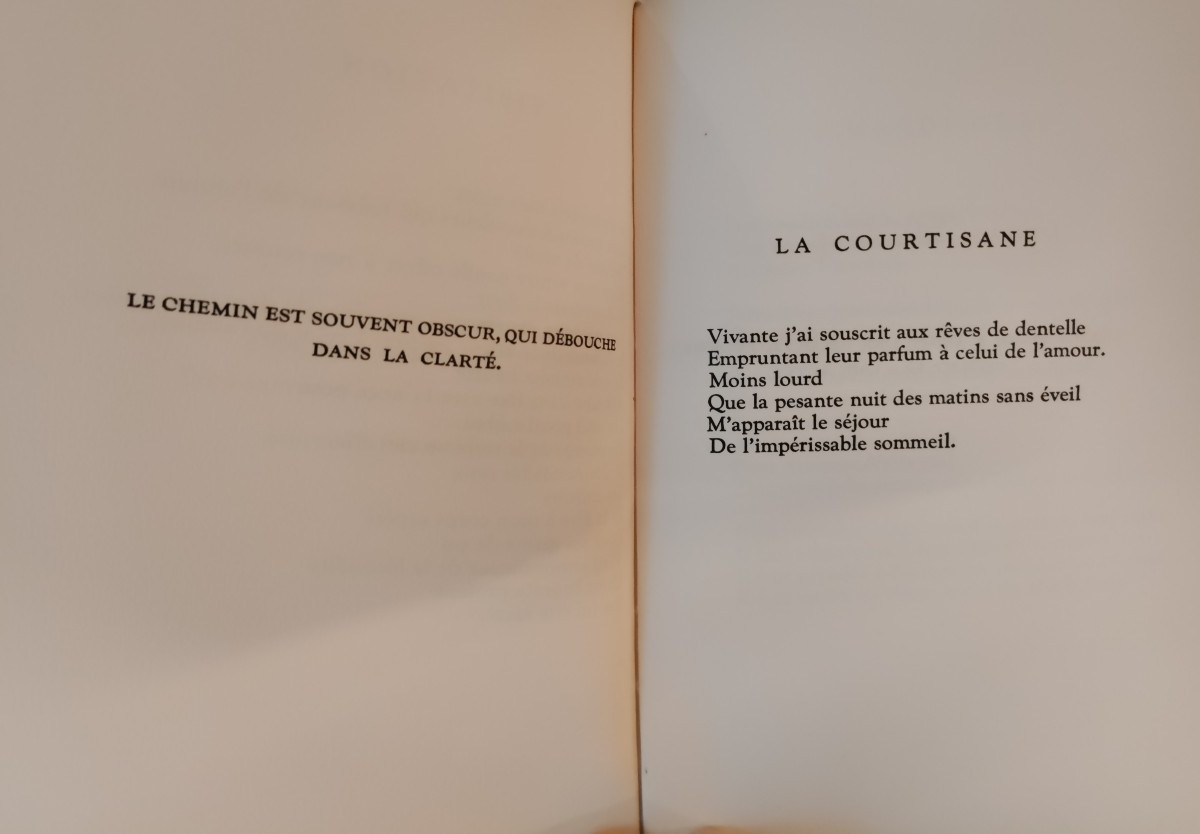 LE CHEMIN EST SOUVENT OBSCUR, QUI DÉBOUCHE
DANS LA CLARTÉ.
LA COURTISANE
Vivante j'ai souscrit aux rêves de dentelle
Empruntant leur parfum à celui de l'amour.
Moins lourd
Que la pesante nuit des matins sans éveil
M'apparaît le séjour
De l'impérissable sommeil.